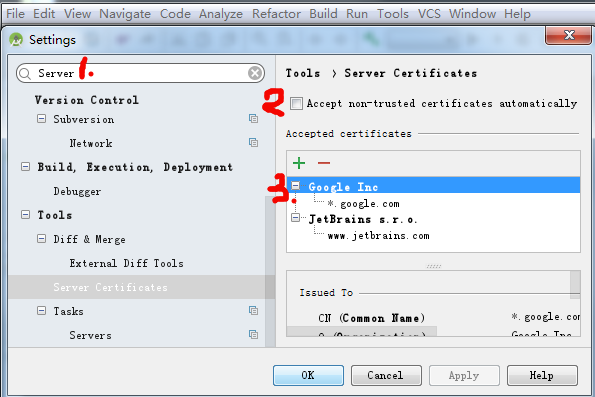 File Edit View Navigate Code Analyze Refactor Build Run Tools VCS Window Help
Settings
Server 1.
Version Control
Subversion
Network
Build, Execution, Deployment
Debugger
Tools
Diff & Merge
External Diff Tools
Server Certificates
Tasks
Servers
Tools > Server Certificates
2 Accept non-trusted certificates automatically
Accepted certificates
3. Google Inc
*.google.com
JetBrains s.r.o.
www.jetbrains.com
Issued To
CN (Common Name) *.google.com
O (Organization) Google Inc
OK Cancel Apply Help